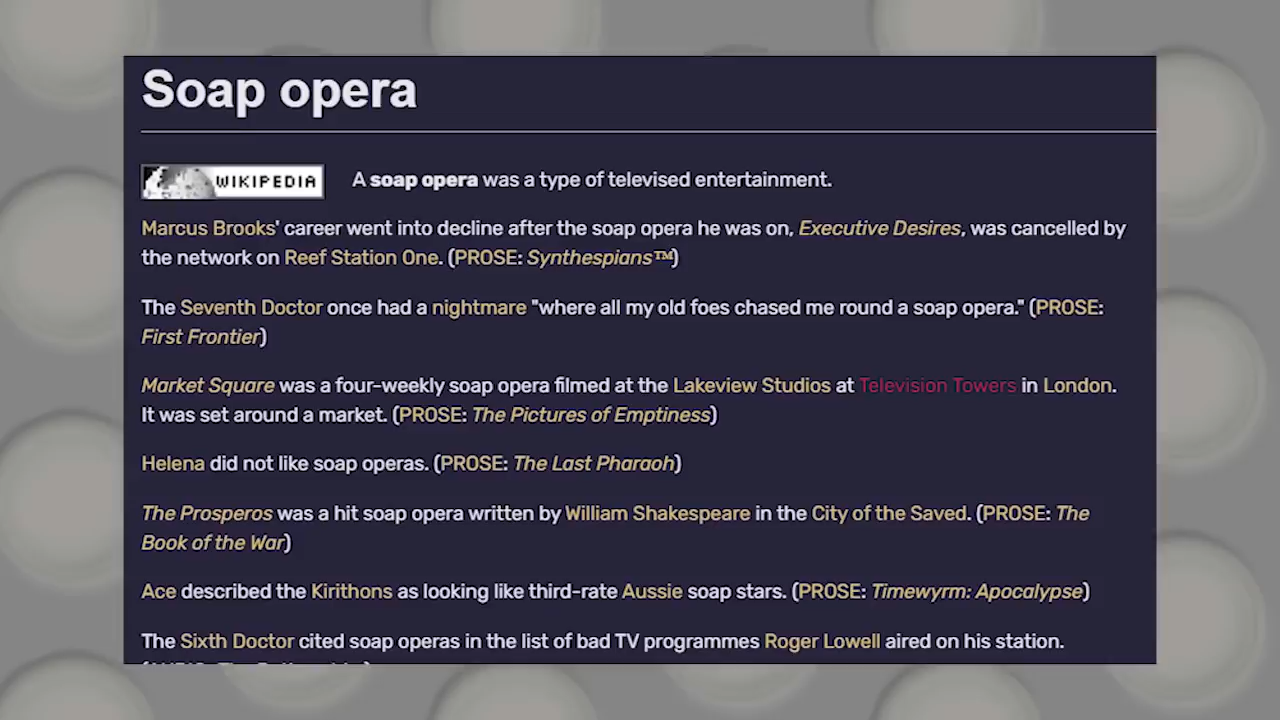 Soap opera
WIKIPEDIA
A soap opera was a type of televised entertainment.
Marcus Brooks' career went into decline after the soap opera he was on, Executive Desires, was cancelled by
the network on Reef Station One. (PROSE: Synthespians™)
The Seventh Doctor once had a nightmare "where all my old foes chased me round a soap opera." (PROSE:
First Frontier)
Market Square was a four-weekly soap opera filmed at the Lakeview Studios at Television Towers in London.
It was set around a market. (PROSE: The Pictures of Emptiness)
Helena did not like soap operas. (PROSE: The Last Pharaoh)
The Prosperos was a hit soap opera written by William Shakespeare in the City of the Saved. (PROSE: The
Book of the War)
Ace described the Kirithons as looking like third-rate Aussie soap stars. (PROSE: Timewyrm: Apocalypse)
The Sixth Doctor cited soap operas in the list of bad TV programmes Roger Lowell aired on his station.